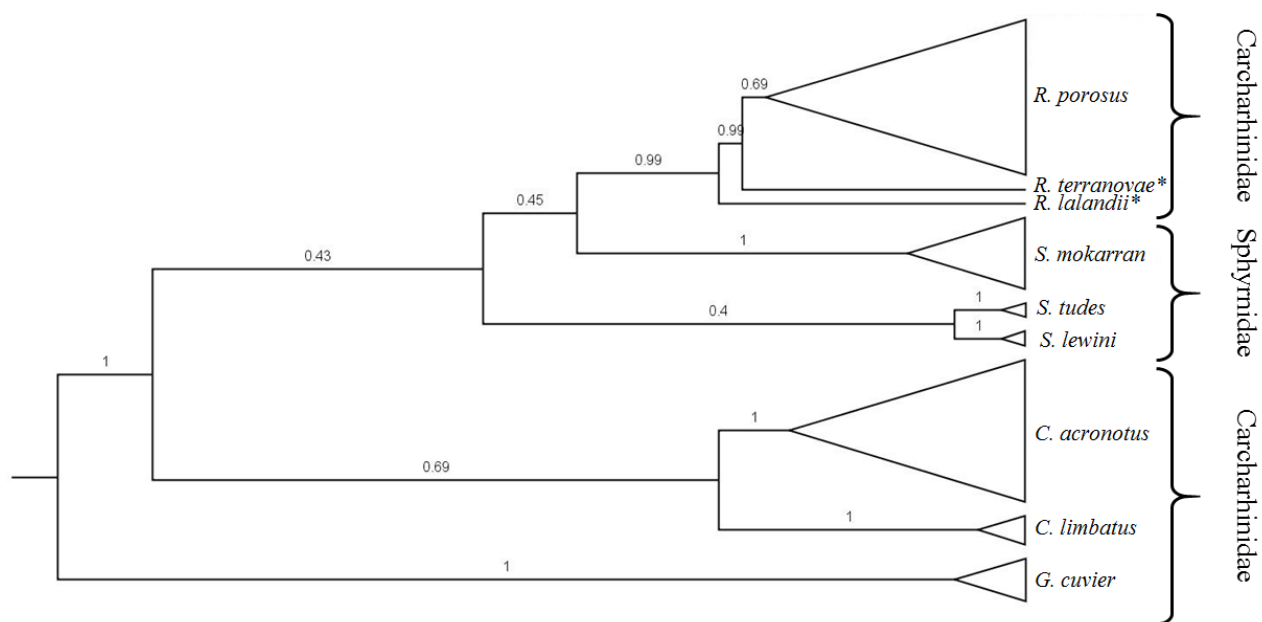 0.69
R. porosus
Carcharhinidae
0.99
0.99
R. terranovae*
R. lalandii*
0.45
1
S. mokarran
Sphyrnidae
0.43
1
S. tudes
0.4
1
S. lewini
1
1
C. acronotus
Carcharhinidae
0.69
1
C. limbatus
1
G. cuvier